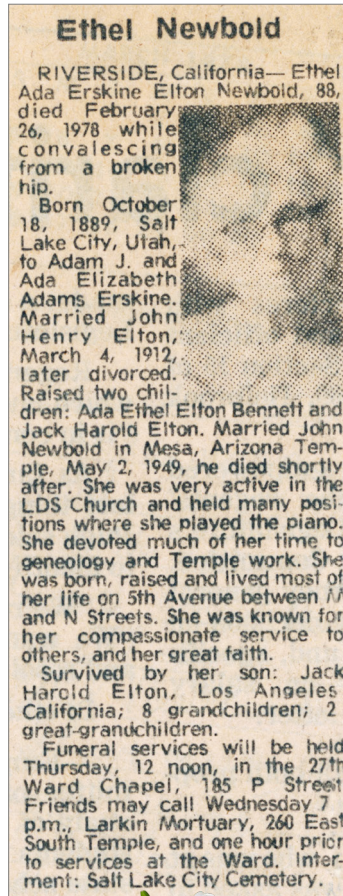 Ethel Newbold
RIVERSIDE, California— Ethel
Ada Erskine Elton Newbold, 88,
died February
26, 1978 while
convalescing
from a broken
hip.
Born October
18, 1889, Salt
Lake City, Utah,
to Adam J. and
Ada Elizabeth
Adams Erskine.
Married John
Henry Elton,
March 4, 1912,
later divorced.
Raised two chil-
dren: Ada Ethel Elton Bennett and
Jack Harold Elton. Married John
Newbold in Mesa, Arizona Tem-
ple, May 2, 1949, he died shortly
after. She was very active in the
LDS Church and held many posi-
tions where she played the piano.
She devoted much of her time to
geneology and Temple work. She
was born, raised and lived most of
her life on 5th Avenue between M
and N Streets. She was known for
her compassionate service to
others, and her great faith.
Survived by her son: Jack
Harold Elton, Los Angeles
California; 8 grandchildren; 2
great-grandchildren.
Funeral services will be held
Thursday, 12 noon, in the 27th
Ward Chapel, 185 P Street
Friends may call Wednesday 7
p.m., Larkin Mortuary, 260 East
South Temple, and one hour prior
to services at the Ward. Inter-
ment: Salt Lake City Cemetery.